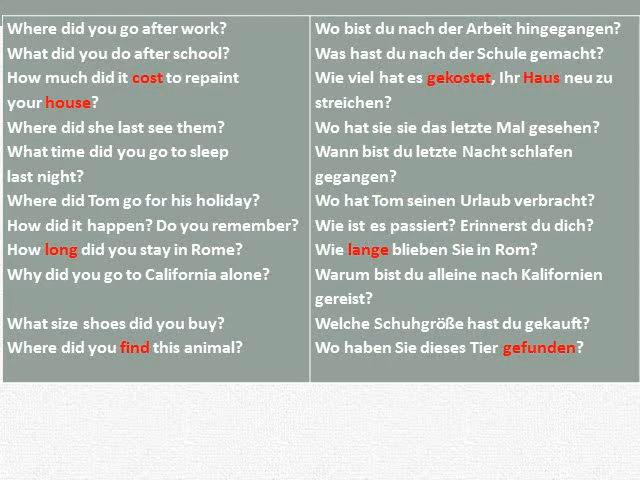 Where did you go after work?
What did you do after school?
How much did it cost to repaint
your house?
Where did she last see them?
What time did you go to sleep
last night?
Where did Tom go for his holiday?
How did it happen? Do you remember?
How long did you stay in Rome?
Why did you go to California alone?
What size shoes did you buy?
Where did you find this animal?
Wo bist du nach der Arbeit hingegangen?
Was hast du nach der Schule gemacht?
Wie viel hat es gekostet, Ihr Haus neu zu
streichen?
Wo hat sie sie das letzte Mal gesehen?
Wann bist du letzte Nacht schlafen
gegangen?
Wo hat Tom seinen Urlaub verbracht?
Wie ist es passiert? Erinnerst du dich?
Wie lange blieben Sie in Rom?
Warum bist du alleine nach Kalifornien
gereist?
Welche Schuhgröße hast du gekauft?
Wo haben Sie dieses Tier gefunden?